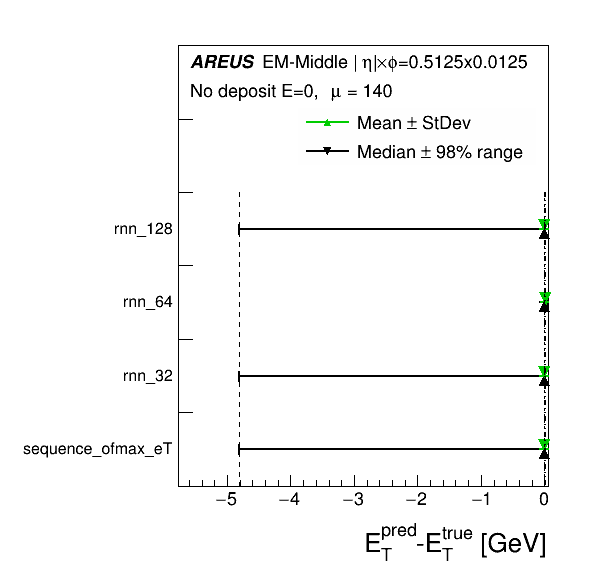 AREUS EM-Middle | η|×φ=0.5125x0.0125
No deposit E=0, μ = 140
Mean ± StDev
Median ± 98% range
rnn_128
rnn_64
rnn_32
sequence_ofmax_eT
−5 −4 −3 −2 −1 0
E_T^pred-E_T^true [GeV]